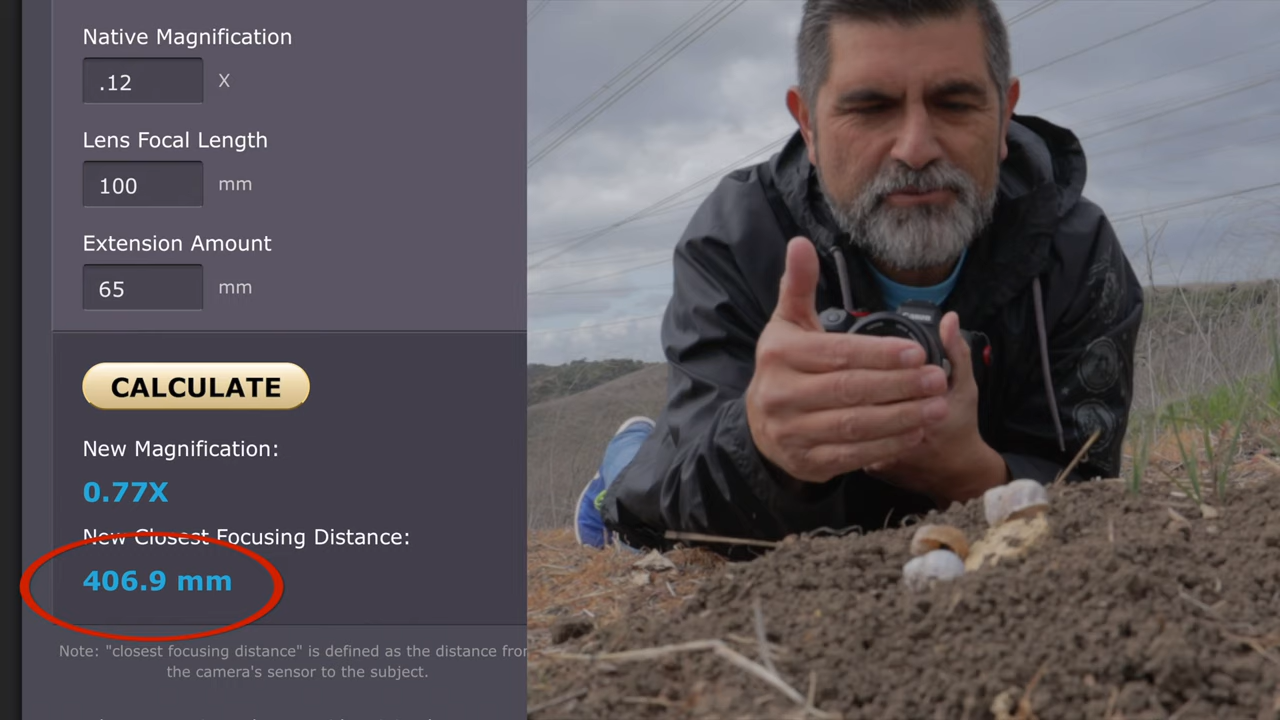 Native Magnification
.12 X
Lens Focal Length
100 mm
Extension Amount
65 mm
CALCULATE
New Magnification:
0.77X
New Closest Focusing Distance:
406.9 mm
Note: "closest focusing distance" is defined as the distance from
the camera's sensor to the subject.
Canon